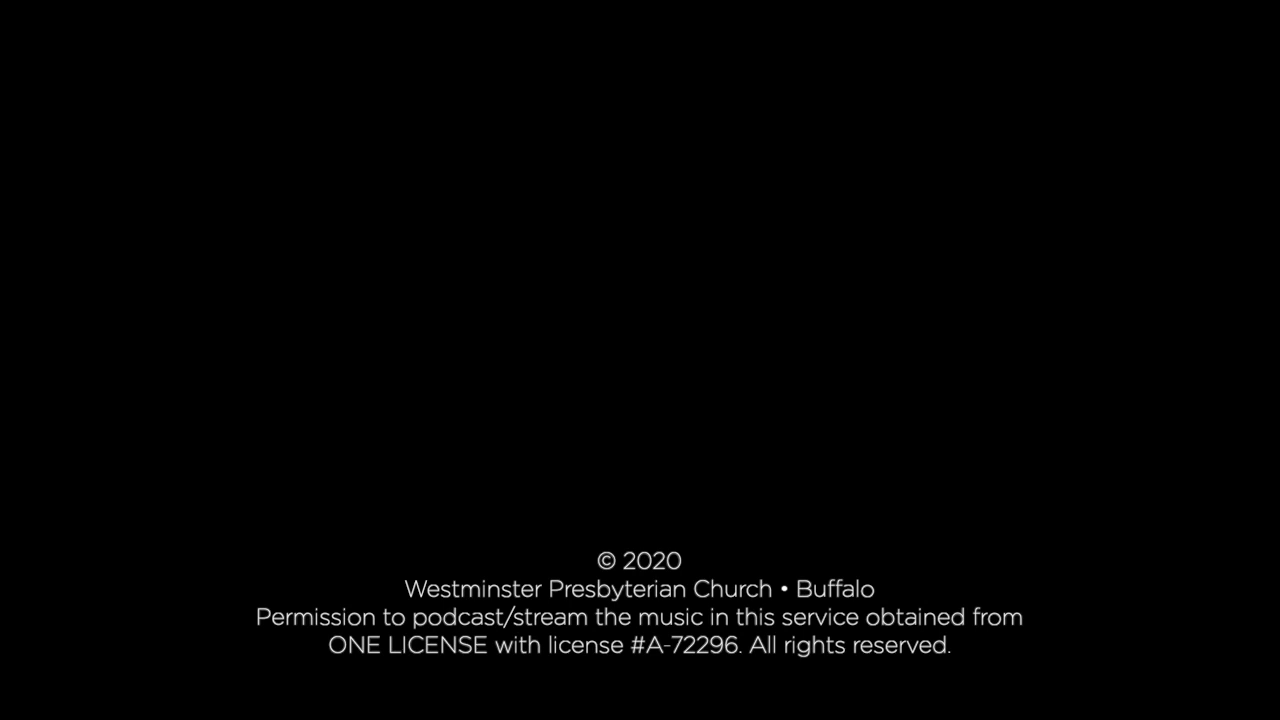 © 2020
Westminster Presbyterian Church • Buffalo
Permission to podcast/stream the music in this service obtained from
ONE LICENSE with license #A-72296. All rights reserved.